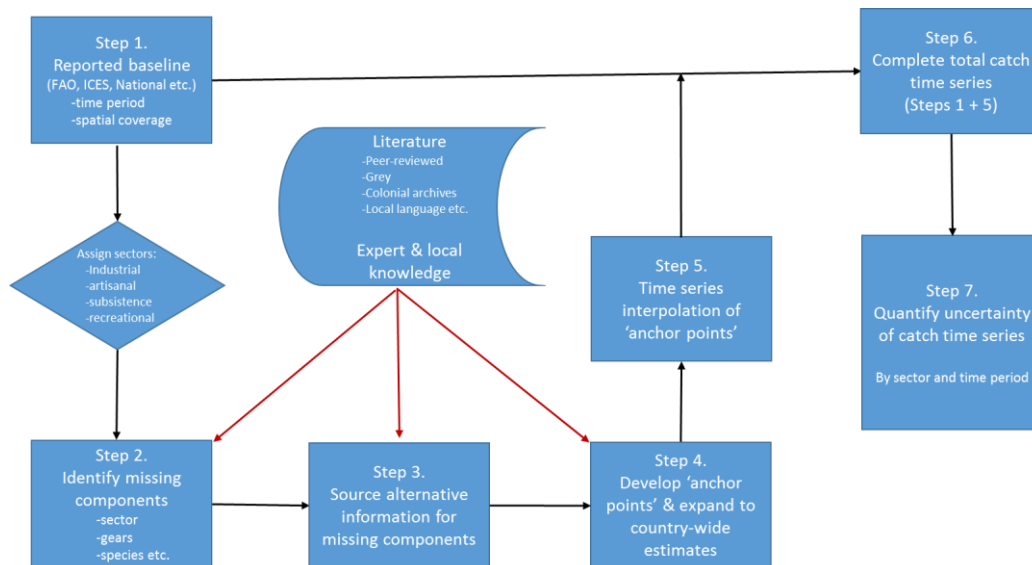 Step 1.
Reported baseline
(FAO, ICES, National etc.)
-time period
-spatial coverage
Assign sectors:
-Industrial
-artisanal
-subsistence
-recreational
Step 2.
Identify missing
components
-sector
-gears
-species etc.
Literature
-Peer-reviewed
-Grey
-Colonial archives
-Local language etc.
Expert & local
knowledge
Step 3.
Source alternative
information for
missing components
Step 4.
Develop ‘anchor
points’ & expand to
country-wide
estimates
Step 5.
Time series
interpolation of
‘anchor points’
Step 6.
Complete total catch
time series
(Steps 1 + 5)
Step 7.
Quantify uncertainty
of catch time series
By sector and time period